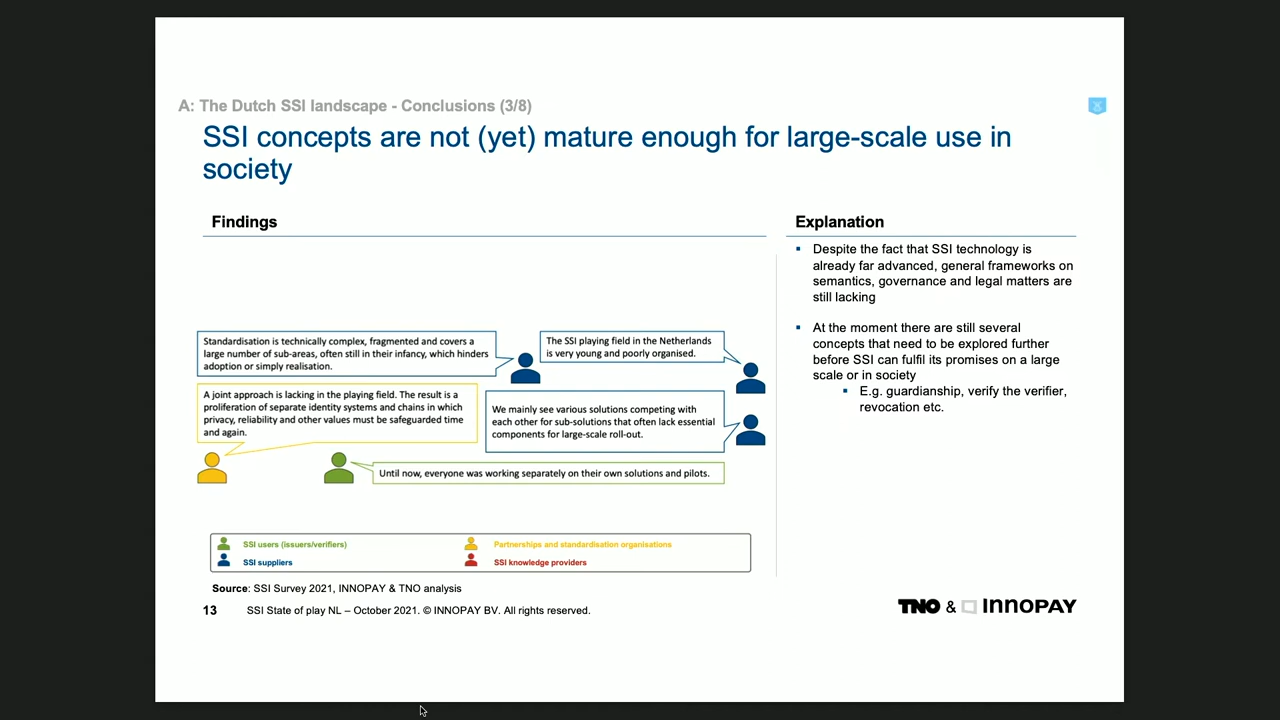 A: The Dutch SSI landscape - Conclusions (3/8)
SSI concepts are not (yet) mature enough for large-scale use in
society
Findings
Standardisation is technically complex, fragmented and covers a
large number of sub-areas, often still in their infancy, which hinders
adoption or simply realisation.
The SSI playing field in the Netherlands
is very young and poorly organised.
A joint approach is lacking in the playing field. The result is a
proliferation of separate identity systems and chains in which
privacy, reliability and other values must be safeguarded time
and again.
We mainly see various solutions competing with
each other for sub-solutions that often lack essential
components for large-scale roll-out.
Until now, everyone was working separately on their own solutions and pilots.
SSI users (issuers/verifiers)
Partnerships and standardisation organisations
SSI suppliers
SSI knowledge providers
Source: SSI Survey 2021, INNOPAY & TNO analysis
Explanation
▪ Despite the fact that SSI technology is
already far advanced, general frameworks on
semantics, governance and legal matters are
still lacking
▪ At the moment there are still several
concepts that need to be explored further
before SSI can fulfil its promises on a large
scale or in society
▪ E.g. guardianship, verify the verifier,
revocation etc.
13 SSI State of play NL – October 2021. © INNOPAY BV. All rights reserved.
TNO & INNOPAY